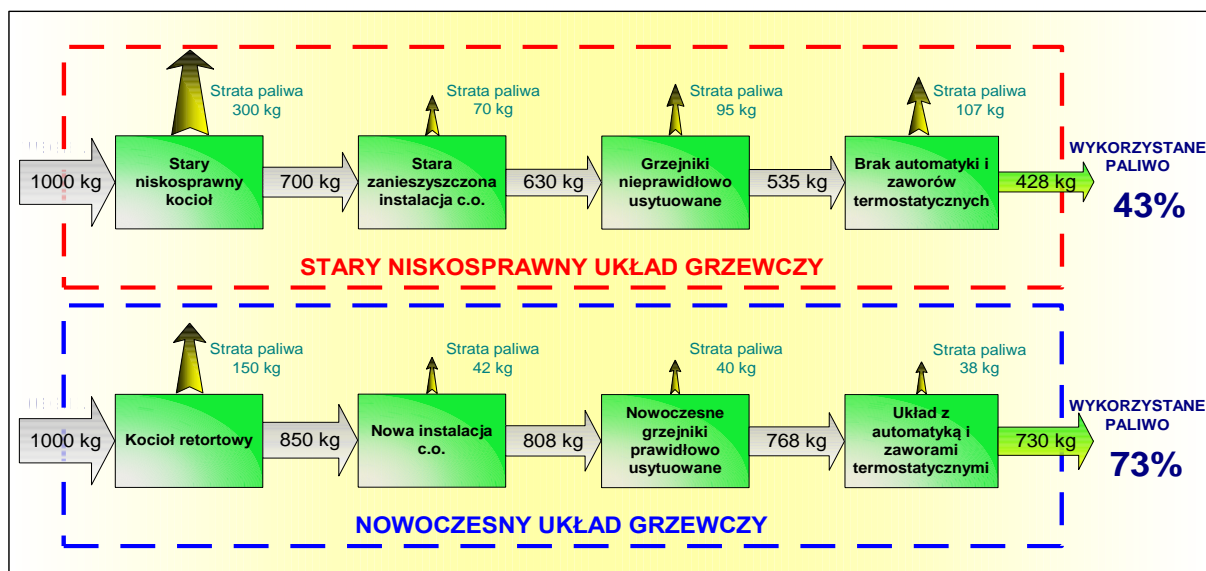 Strata paliwa
300 kg
Strata paliwa
70 kg
Strata paliwa
95 kg
Strata paliwa
107 kg
1000 kg
Stary
niskosprawny
kocioł
700 kg
Stara
zanieszyszczona
instalacja c.o.
630 kg
Grzejniki
nieprawidłowo
usytuowane
535 kg
Brak automatyki i
zaworów
termostatycznych
428 kg
WYKORZYSTANE
PALIWO
43%
STARY NISKOSPRAWNY UKŁAD GRZEWCZY
Strata paliwa
150 kg
Strata paliwa
42 kg
Strata paliwa
40 kg
Strata paliwa
38 kg
1000 kg
Kocioł retortowy
850 kg
Nowa instalacja
c.o.
808 kg
Nowoczesne
grzejniki
prawidłowo
usytuowane
768 kg
Układ z
automatyką i
zaworami
termostatycznymi
730 kg
WYKORZYSTANE
PALIWO
73%
NOWOCZESNY UKŁAD GRZEWCZY